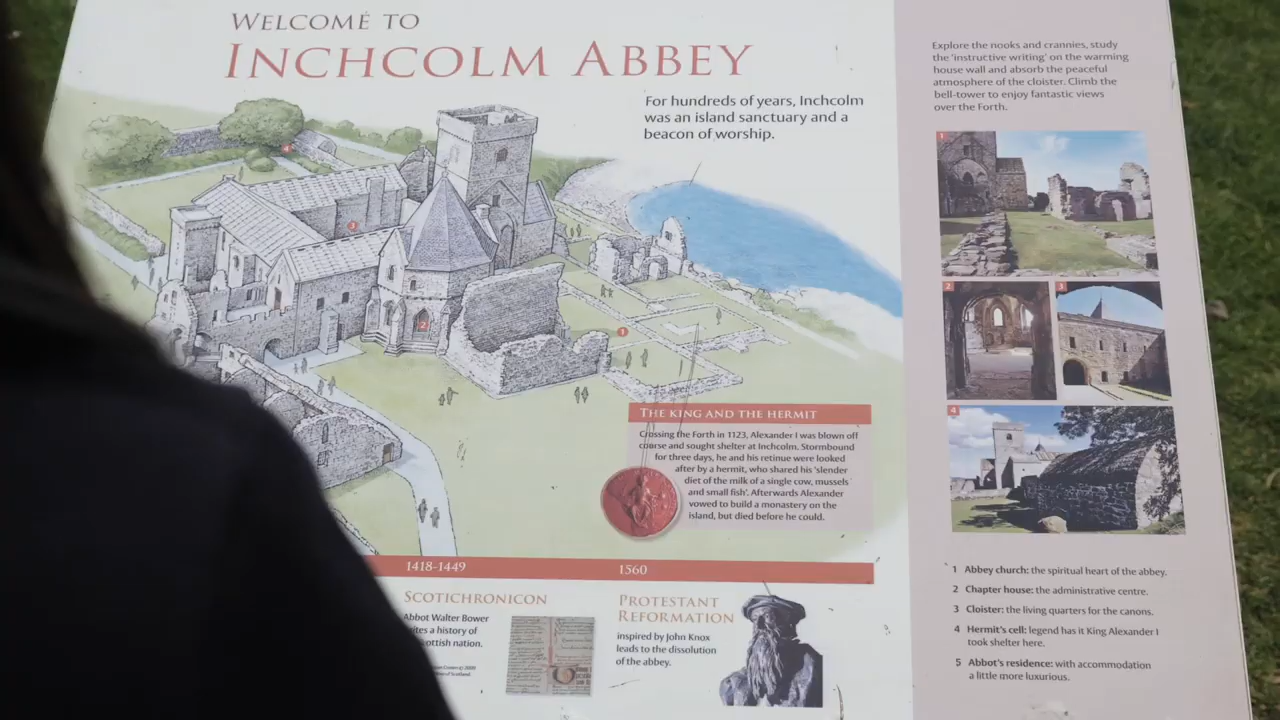 WELCOME TO
INCHCOLM ABBEY
For hundreds of years, Inchcolm
was an island sanctuary and a
beacon of worship.
4
3
2
1
THE KING AND THE HERMIT
Crossing the Forth in 1123, Alexander I was blown off
course and sought shelter at Inchcolm. Stormbound
for three days, he and his retinue were looked
after by a hermit, who shared his 'slender
diet of the milk of a single cow, mussels
and small fish'. Afterwards Alexander
vowed to build a monastery on the
island, but died before he could.
1418-1449
SCOTICHRONICON
Abbot Walter Bower
a history of
nation.
1560
PROTESTANT
REFORMATION
inspired by John Knox
leads to the dissolution
of the abbey.
Explore the nooks and crannies, study
the 'instructive writing' on the warming
house wall and absorb the peaceful
atmosphere of the cloister. Climb the
bell-tower to enjoy fantastic views
over the Forth.
1
2
3
4
1 Abbey church: the spiritual heart of the abbey.
2 Chapter house: the administrative centre.
3 Cloister: the living quarters for the canons.
4 Hermit's cell: legend has it King Alexander I
took shelter here.
5 Abbot's residence: with accommodation
a little more luxurious.